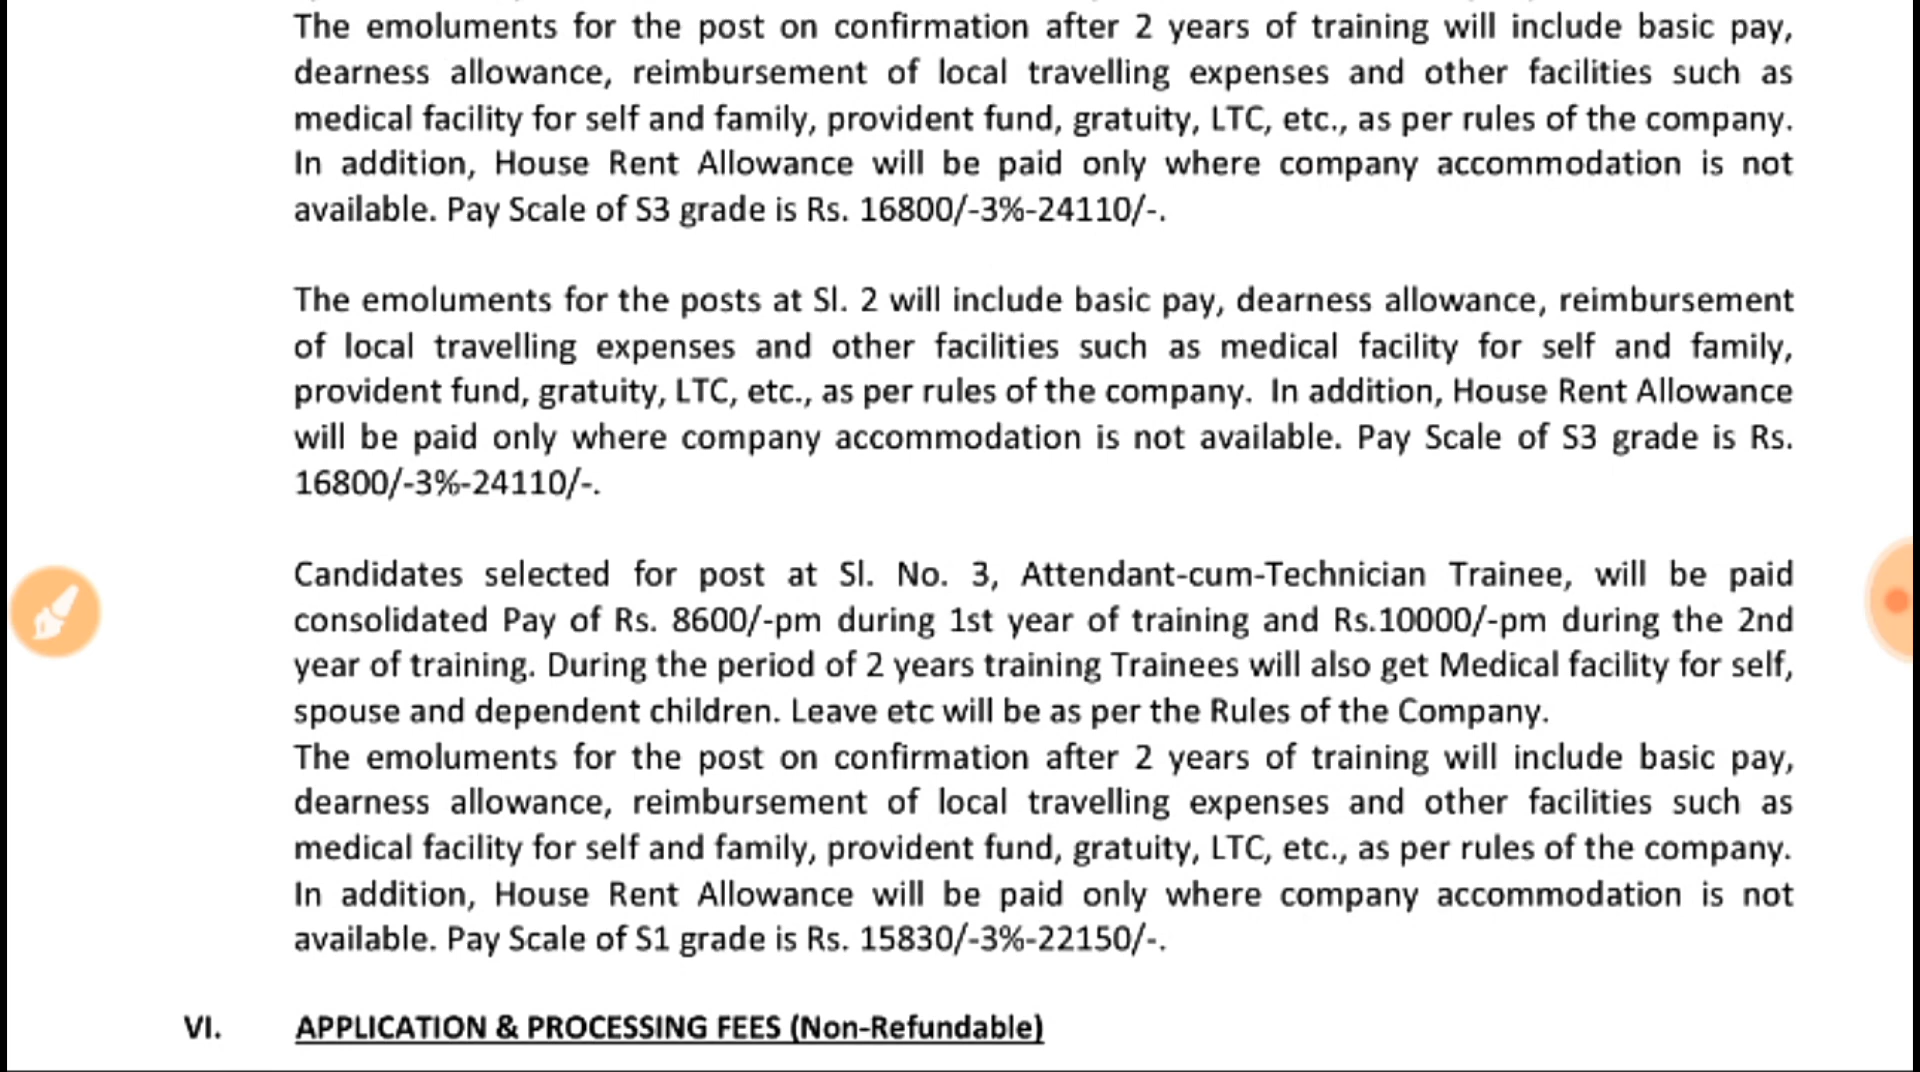 The emoluments for the post on confirmation after 2 years of training will include basic pay,
dearness allowance, reimbursement of local travelling expenses and other facilities such as
medical facility for self and family, provident fund, gratuity, LTC, etc., as per rules of the company.
In addition, House Rent Allowance will be paid only where company accommodation is not
available. Pay Scale of S3 grade is Rs. 16800/-3%-24110/-.
The emoluments for the posts at Sl. 2 will include basic pay, dearness allowance, reimbursement
of local travelling expenses and other facilities such as medical facility for self and family,
provident fund, gratuity, LTC, etc., as per rules of the company. In addition, House Rent Allowance
will be paid only where company accommodation is not available. Pay Scale of S3 grade is Rs.
16800/-3%-24110/-.
Candidates selected for post at Sl. No. 3, Attendant-cum-Technician Trainee, will be paid
consolidated Pay of Rs. 8600/-pm during 1st year of training and Rs.10000/-pm during the 2nd
year of training. During the period of 2 years training Trainees will also get Medical facility for self,
spouse and dependent children. Leave etc will be as per the Rules of the Company.
The emoluments for the post on confirmation after 2 years of training will include basic pay,
dearness allowance, reimbursement of local travelling expenses and other facilities such as
medical facility for self and family, provident fund, gratuity, LTC, etc., as per rules of the company.
In addition, House Rent Allowance will be paid only where company accommodation is not
available. Pay Scale of S1 grade is Rs. 15830/-3%-22150/-.
VI. APPLICATION & PROCESSING FEES (Non-Refundable)